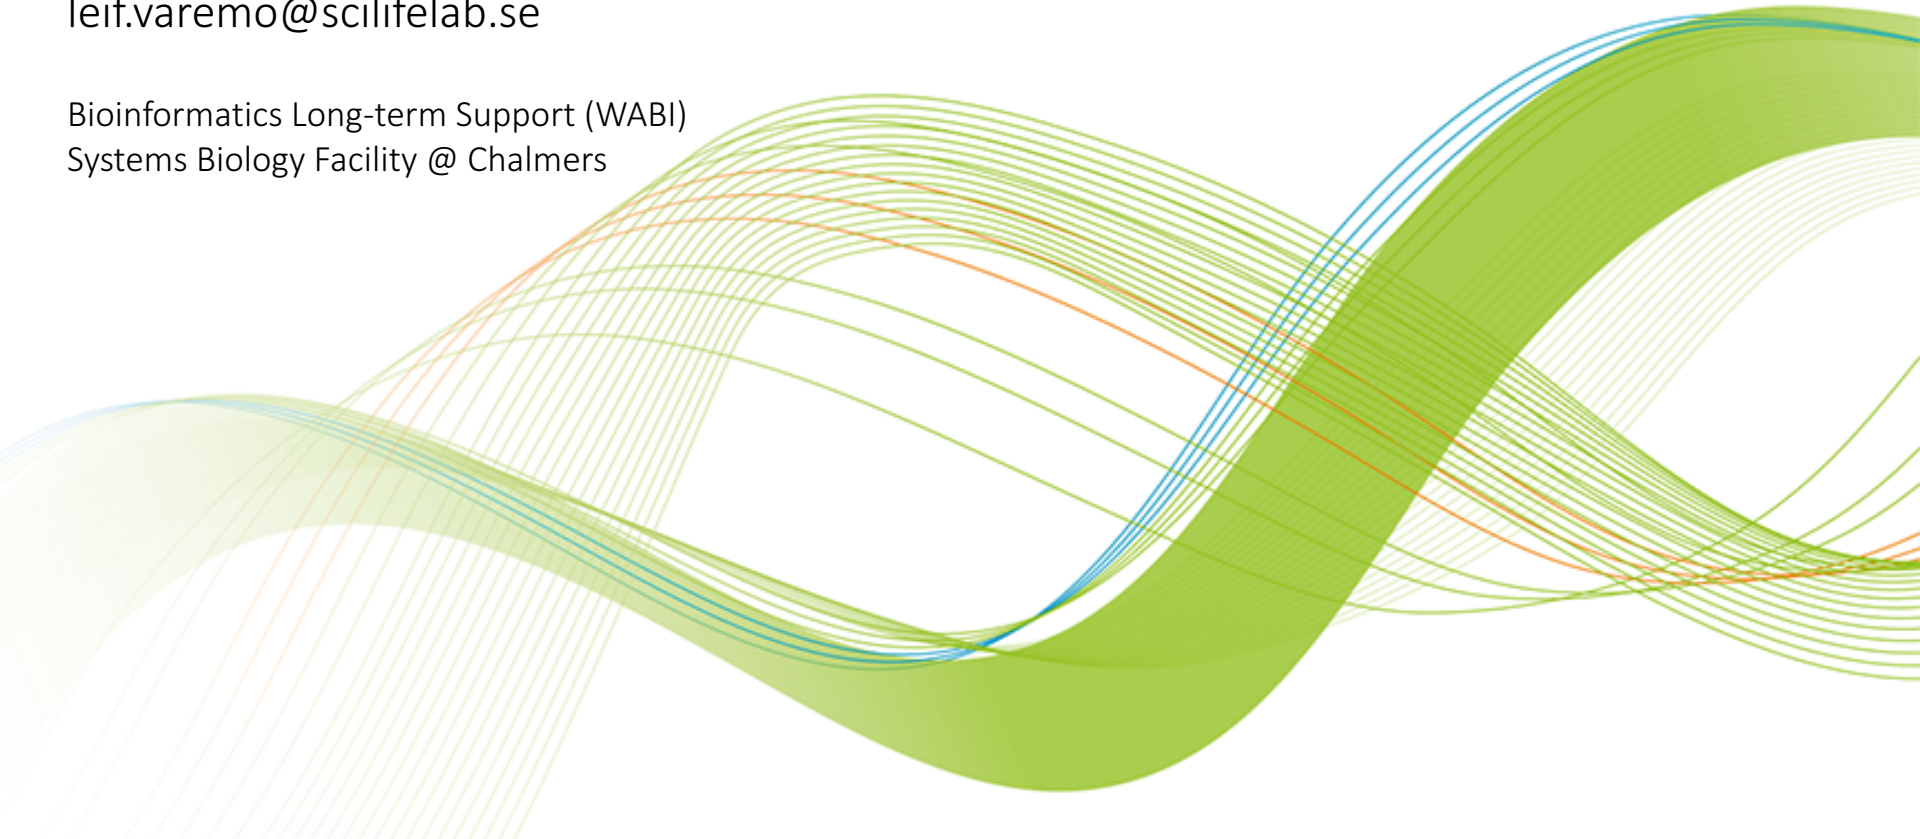 leif.varemo@scilifelab.se
Bioinformatics Long-term Support (WABI)
Systems Biology Facility @ Chalmers